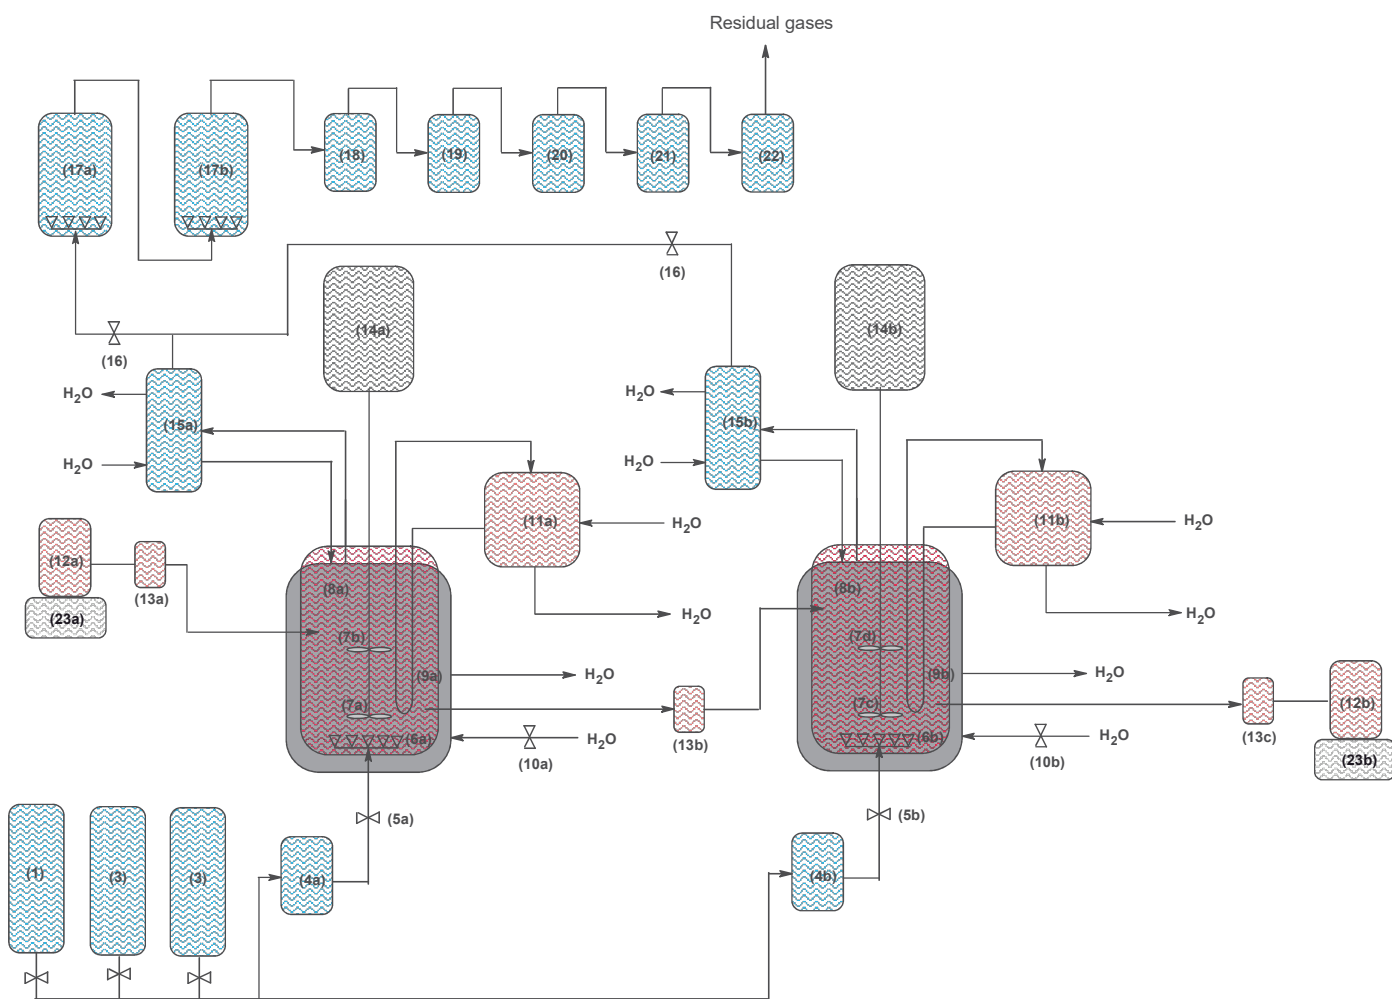 Residual gases
(17a)
(17b)
(18)
(19)
(20)
(21)
(22)
(16)
(16)
(14a)
(14b)
H₂O
(15a)
H₂O
H₂O
(15b)
H₂O
(11a)
H₂O
(11b)
H₂O
(12a)
(13a)
(23a)
(8a)
(8b)
H₂O
H₂O
(7b)
(7d)
(9a)
H₂O
(9b)
H₂O
(7a)
(7c)
(6a)
(6b)
(10a)
H₂O
(13b)
(10b)
H₂O
(13c)
(12b)
(23b)
(5a)
(5b)
(1)
(3)
(3)
(4a)
(4b)